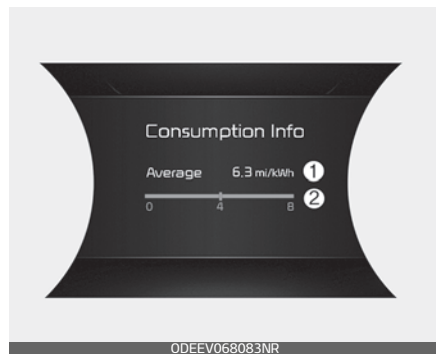 Consumption Info
Average 6.3 mi/kWh ①
②
0 4 8
ODEEV068083NR